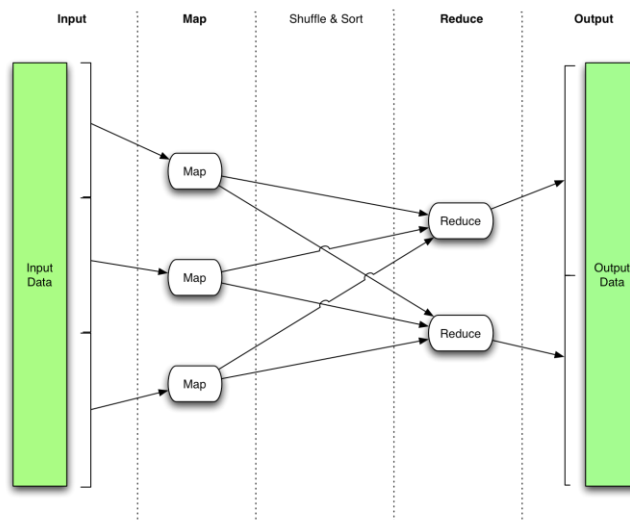 Input
Map
Shuffle & Sort
Reduce
Output
Input
Data
Map
Map
Map
Reduce
Reduce
Output
Data